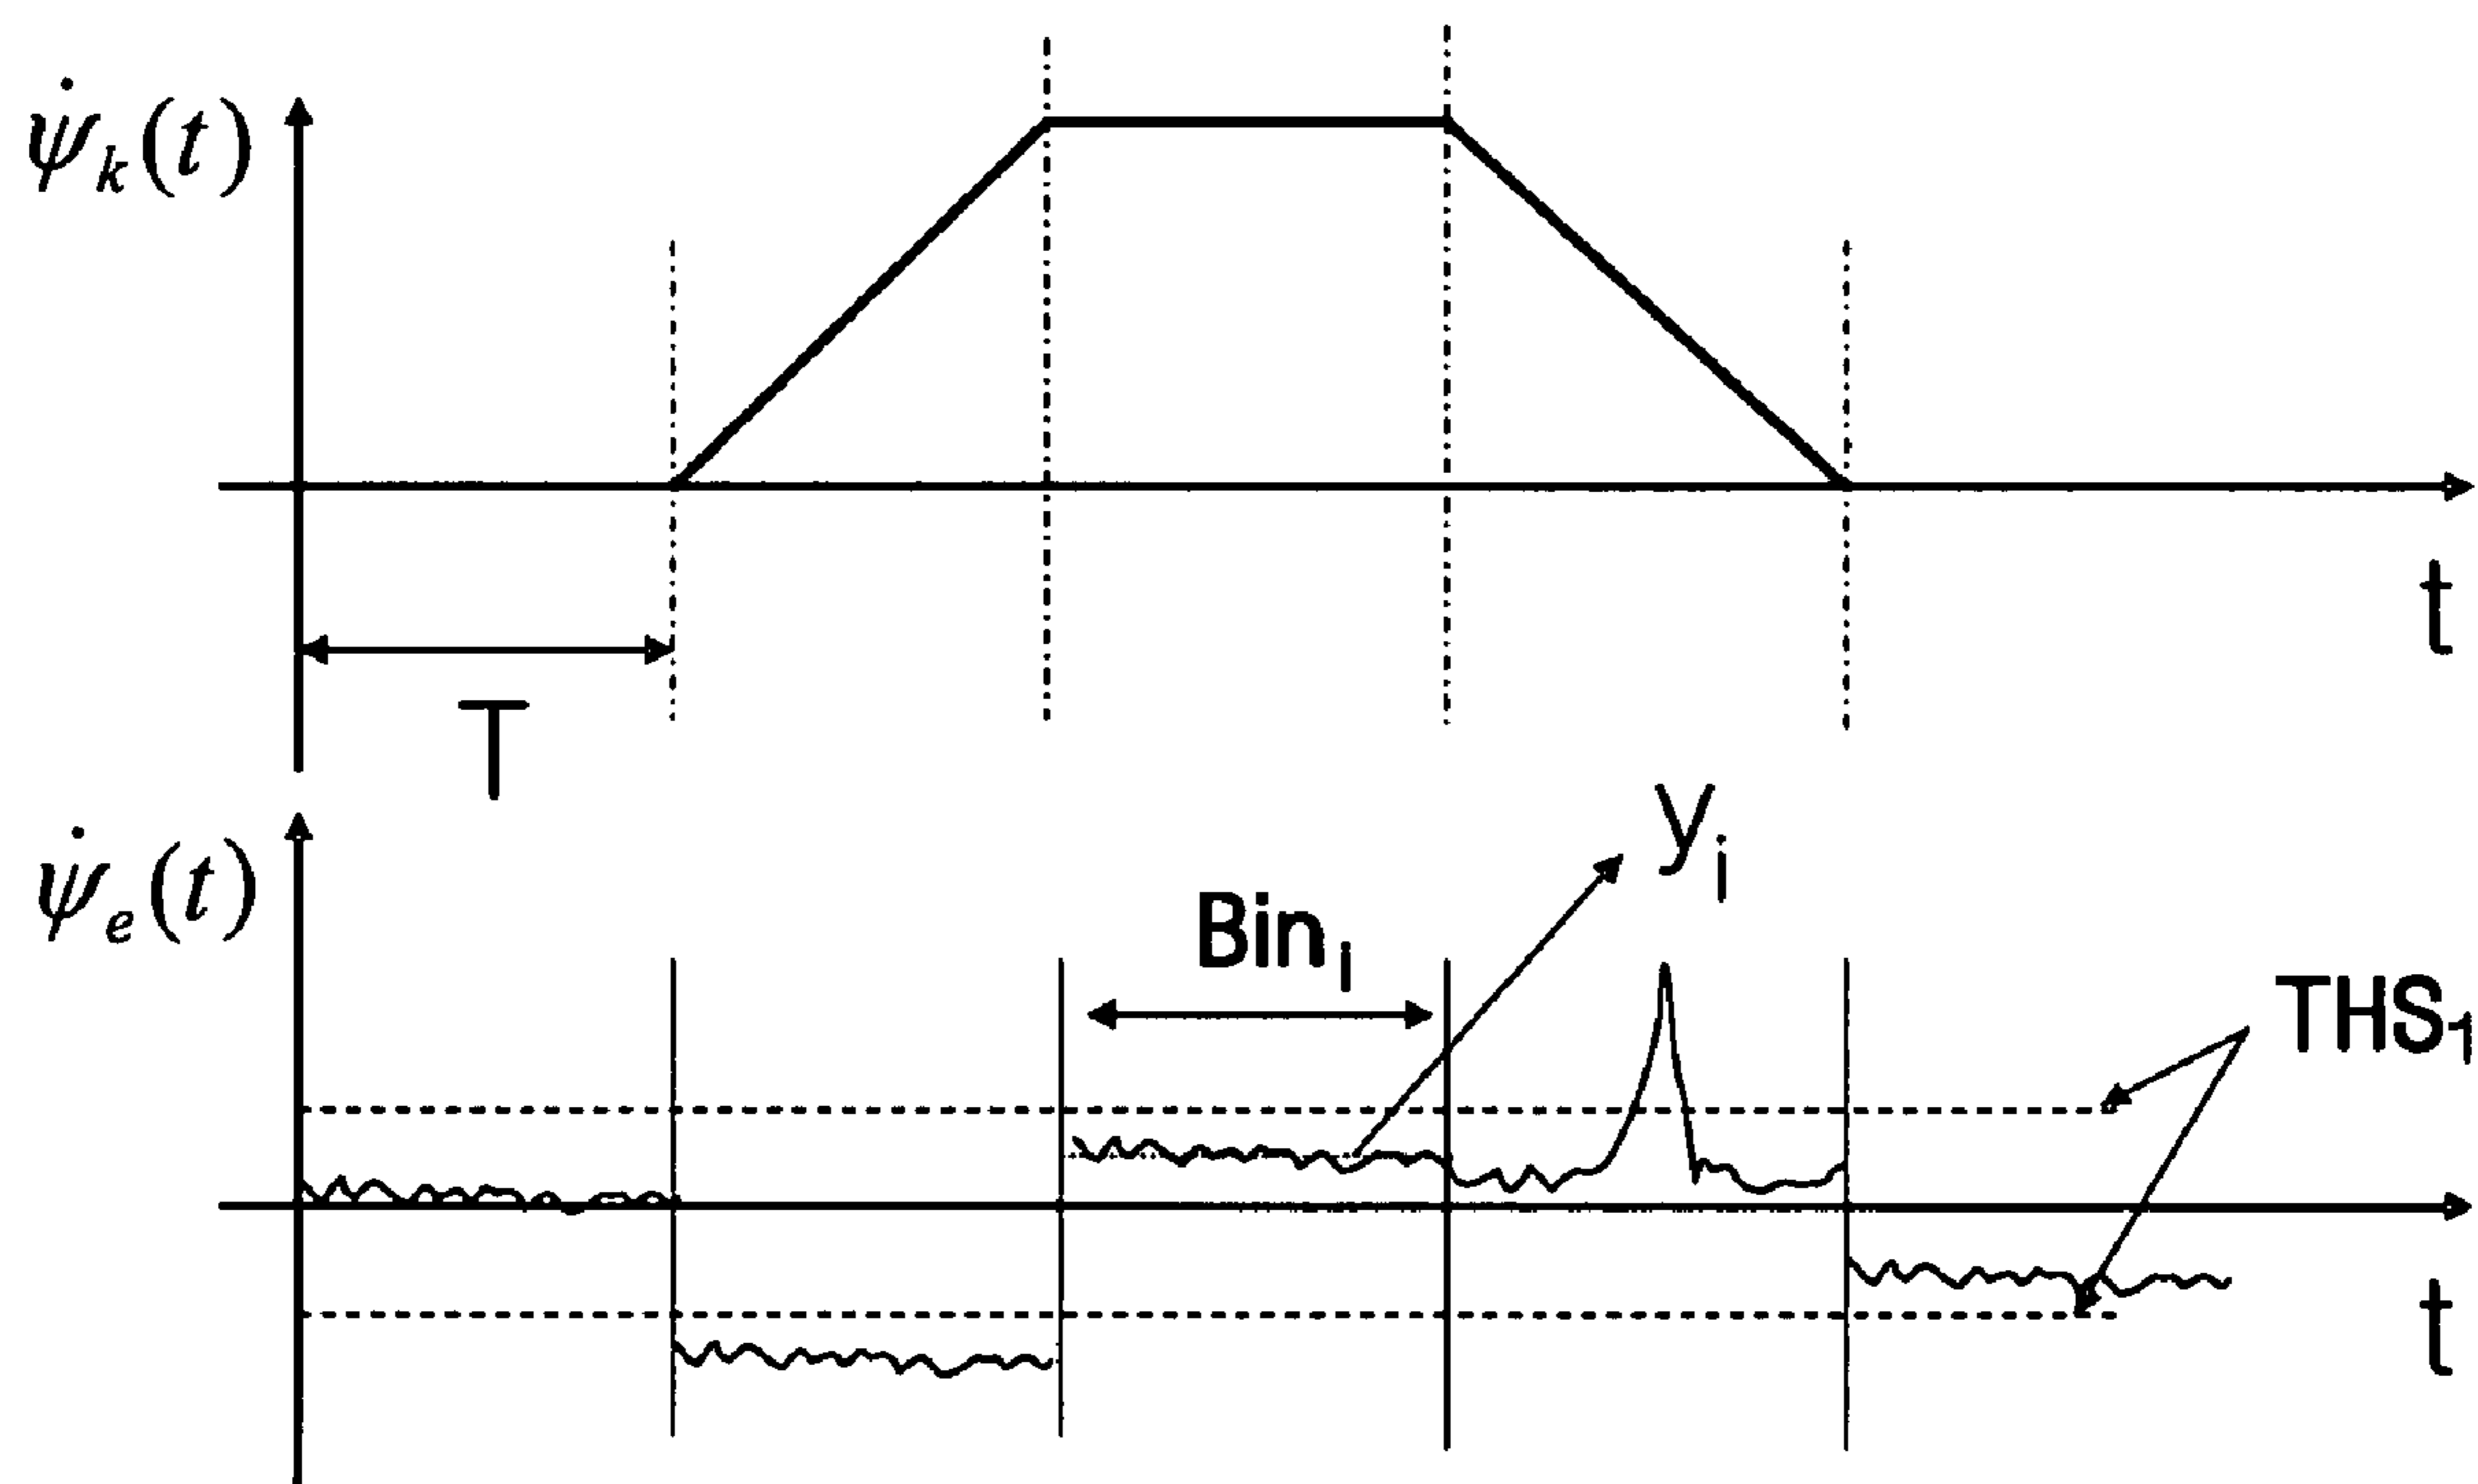 ψ̇ₖ(t)
t
T
yᵢ
ψ̇ₑ(t)
Binᵢ
THS₁
t